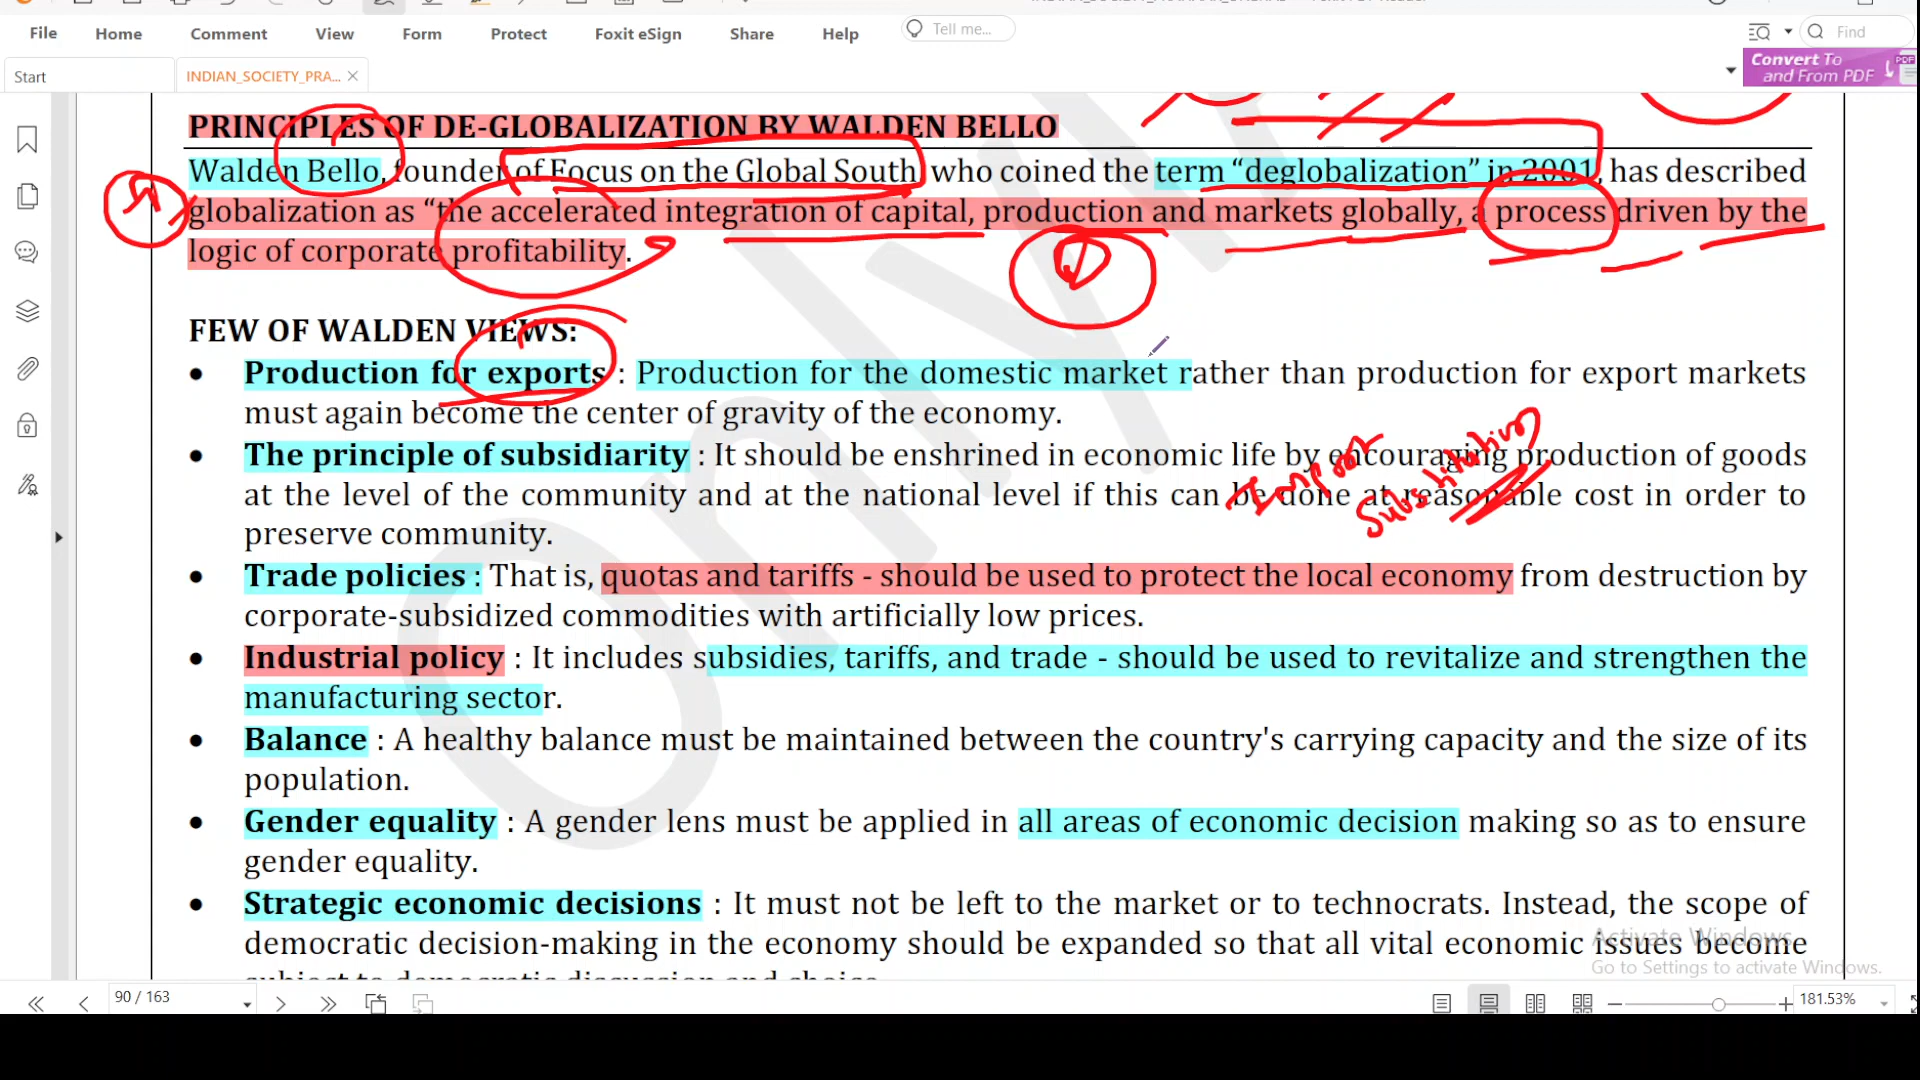 File Home Comment View Form Protect Foxit eSign Share Help Tell me... Find
Start INDIAN_SOCIETY_PRA... Convert To and From PDF PDF
PRINCIPLES OF DE-GLOBALIZATION BY WALDEN BELLO
Walden Bello, founder of Focus on the Global South, who coined the term “deglobalization” in 2001, has described
globalization as “the accelerated integration of capital, production and markets globally, a process driven by the
logic of corporate profitability.
FEW OF WALDEN VIEWS:
• Production for exports : Production for the domestic market rather than production for export markets
must again become the center of gravity of the economy.
• The principle of subsidiarity : It should be enshrined in economic life by encouraging production of goods
at the level of the community and at the national level if this can be done at reasonable cost in order to
preserve community.
Import
Substitution
• Trade policies : That is, quotas and tariffs - should be used to protect the local economy from destruction by
corporate-subsidized commodities with artificially low prices.
• Industrial policy : It includes subsidies, tariffs, and trade - should be used to revitalize and strengthen the
manufacturing sector.
• Balance : A healthy balance must be maintained between the country's carrying capacity and the size of its
population.
• Gender equality : A gender lens must be applied in all areas of economic decision making so as to ensure
gender equality.
• Strategic economic decisions : It must not be left to the market or to technocrats. Instead, the scope of
democratic decision-making in the economy should be expanded so that all vital economic issues become
subject to democratic discussion and choice.
Only
Activate Windows
Go to Settings to activate Windows.
90 / 163 181.53%